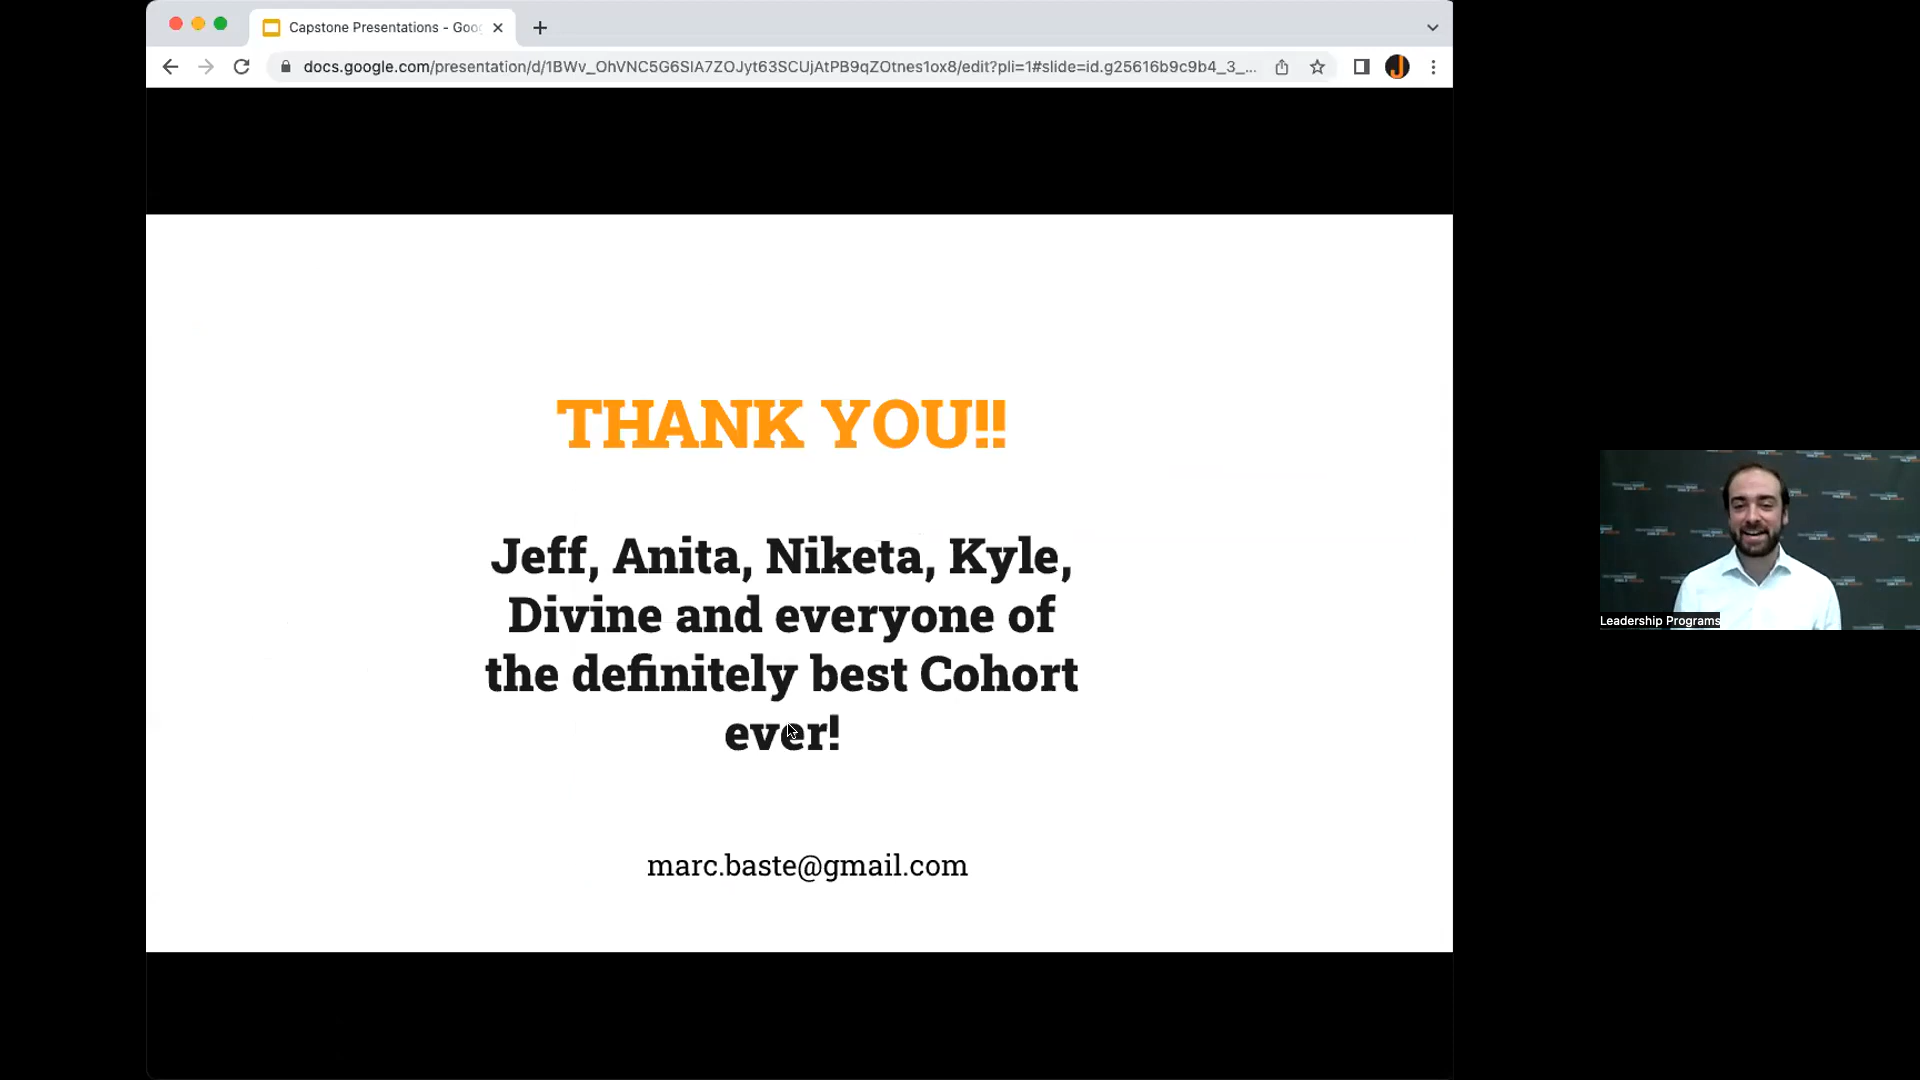 Capstone Presentations - Goo
docs.google.com/presentation/d/1BWv_OhVNC5G6SlA7ZOJyt63SCUjAtPB9qZOtnes1ox8/edit?pli=1#slide=id.g25616b9c9b4_3_...
THANK YOU!!
Jeff, Anita, Niketa, Kyle,
Divine and everyone of
the definitely best Cohort
ever!
marc.baste@gmail.com
Leadership Programs